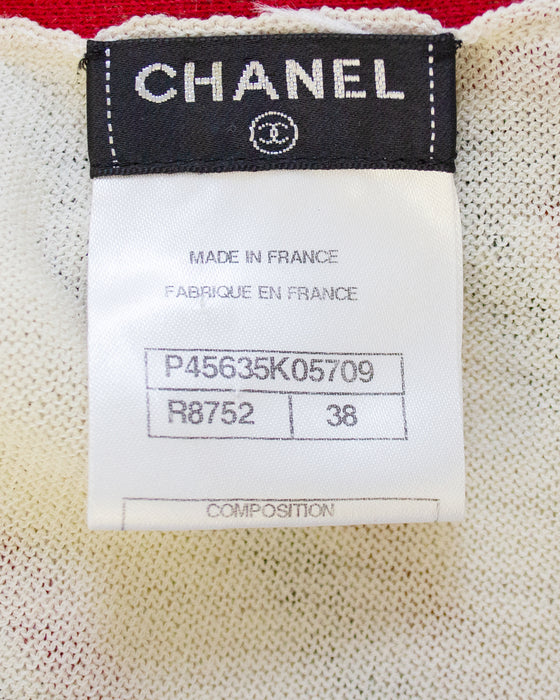 CHANEL
MADE IN FRANCE
FABRIQUE EN FRANCE
P45635K05709
R8752 38
COMPOSITION